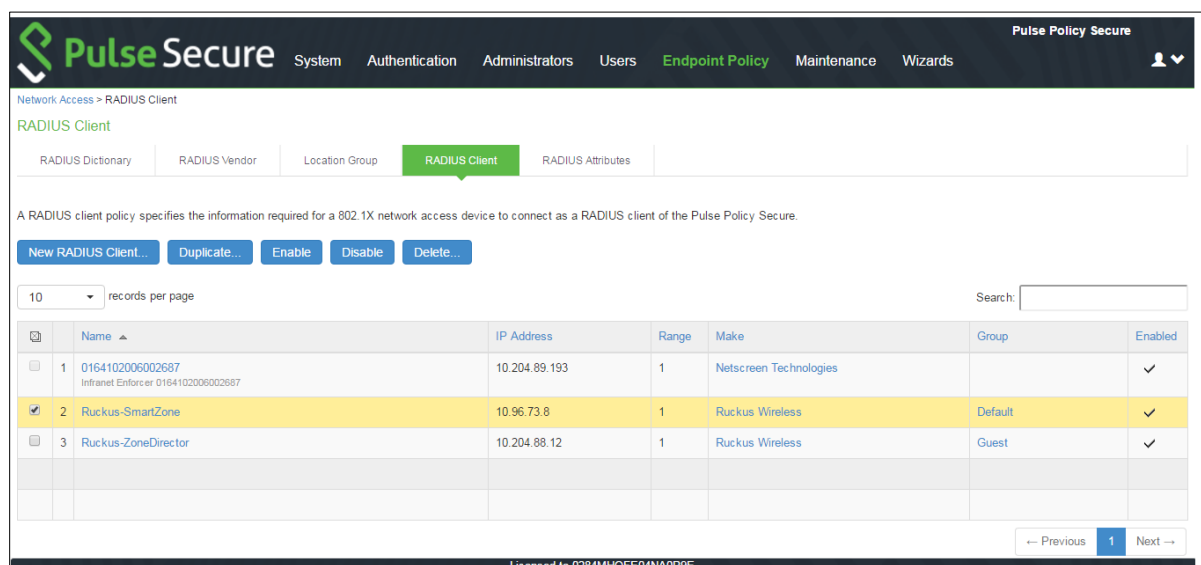 Pulse Policy Secure
Pulse Secure System Authentication Administrators Users Endpoint Policy Maintenance Wizards
Network Access > RADIUS Client
RADIUS Client
RADIUS Dictionary RADIUS Vendor Location Group RADIUS Client RADIUS Attributes
A RADIUS client policy specifies the information required for a 802.1X network access device to connect as a RADIUS client of the Pulse Policy Secure.
New RADIUS Client... Duplicate... Enable Disable Delete...
10 records per page Search:
Name IP Address Range Make Group Enabled
1 0164102006002687 10.204.89.193 1 Netscreen Technologies
Infranet Enforcer 0164102006002687
2 Ruckus-SmartZone 10.96.73.8 1 Ruckus Wireless Default
3 Ruckus-ZoneDirector 10.204.88.12 1 Ruckus Wireless Guest
← Previous 1 Next →
Licensed to